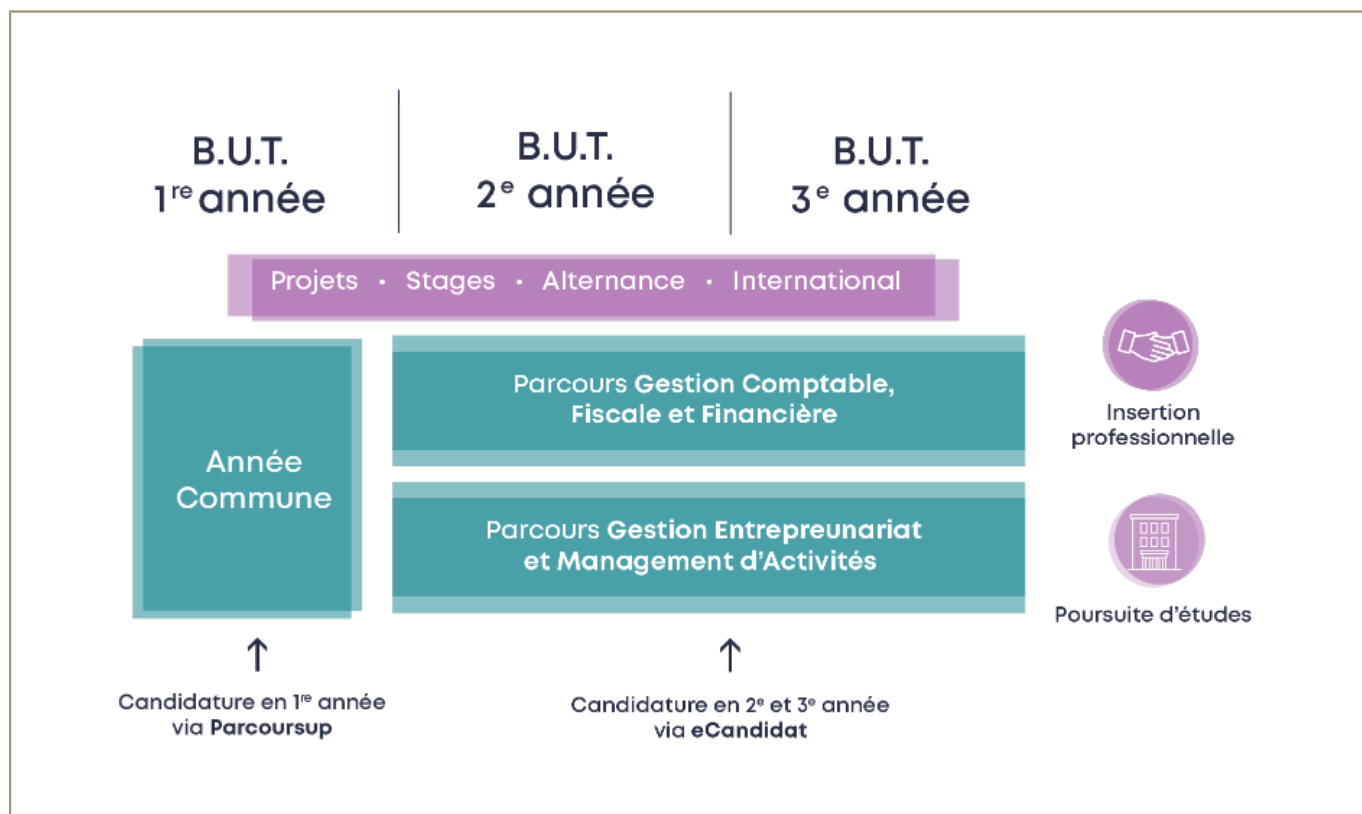 B.U.T.
1re année
B.U.T.
2e année
B.U.T.
3e année
Projets · Stages · Alternance · International
Année
Commune
Parcours Gestion Comptable,
Fiscale et Financière
Parcours Gestion Entrepreunariat
et Management d'Activités
Insertion
professionnelle
Poursuite d'études
Candidature en 1re année
via Parcoursup
Candidature en 2e et 3e année
via eCandidat